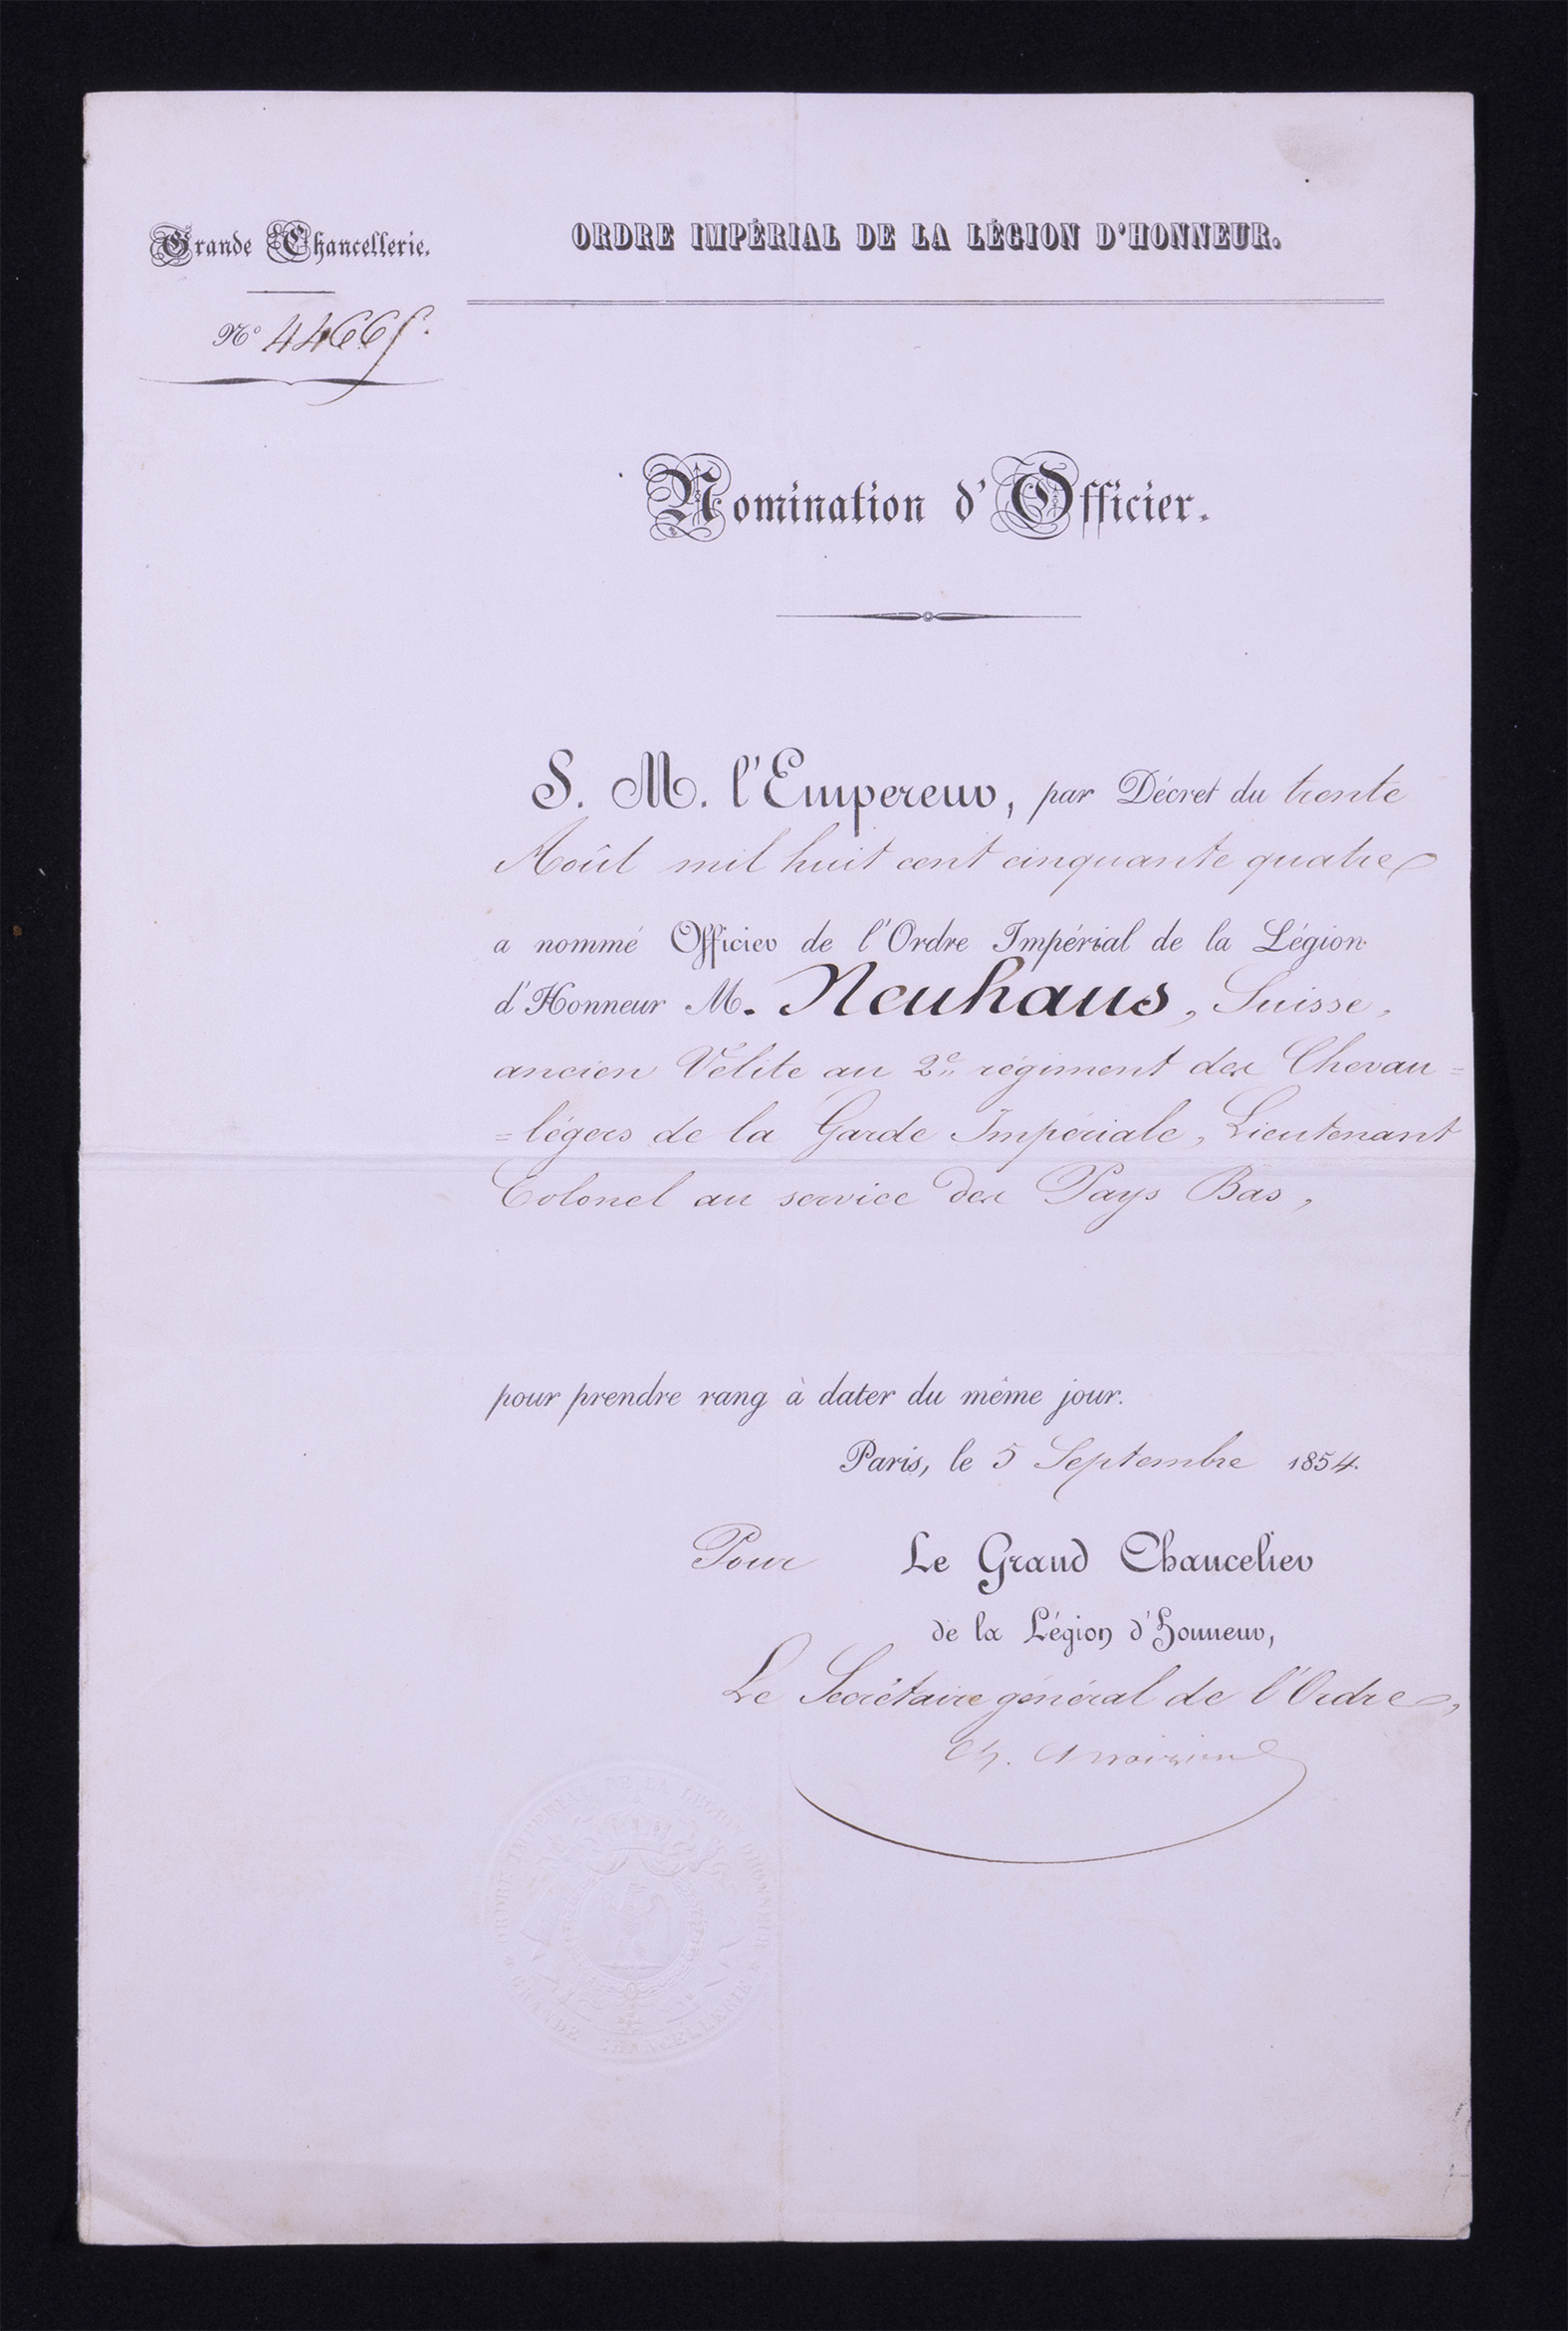 Grande Chancellerie.
ORDRE IMPÉRIAL DE LA LÉGION D'HONNEUR.
Nº 44665.
Nomination d'Officier.
S. M. l'Empereur, par Décret du trente
Août mil huit cent cinquante quatre
a nommé Officier de l'Ordre Impérial de la Légion
d'Honneur M. Neuhaus, Suisse,
ancien Vélite au 2e régiment des Chevau=
=légers de la Garde Impériale, Lieutenant
Colonel au service des Pays Bas,
pour prendre rang à dater du même jour.
Paris, le 5 Septembre 1854.
Pour Le Grand Chancelier
de la Légion d'Honneur,
Le Secrétaire général de l'Ordre,
ORDRE IMPÉRIAL DE LA LÉGION D'HONNEUR
* GRANDE CHANCELLERIE *